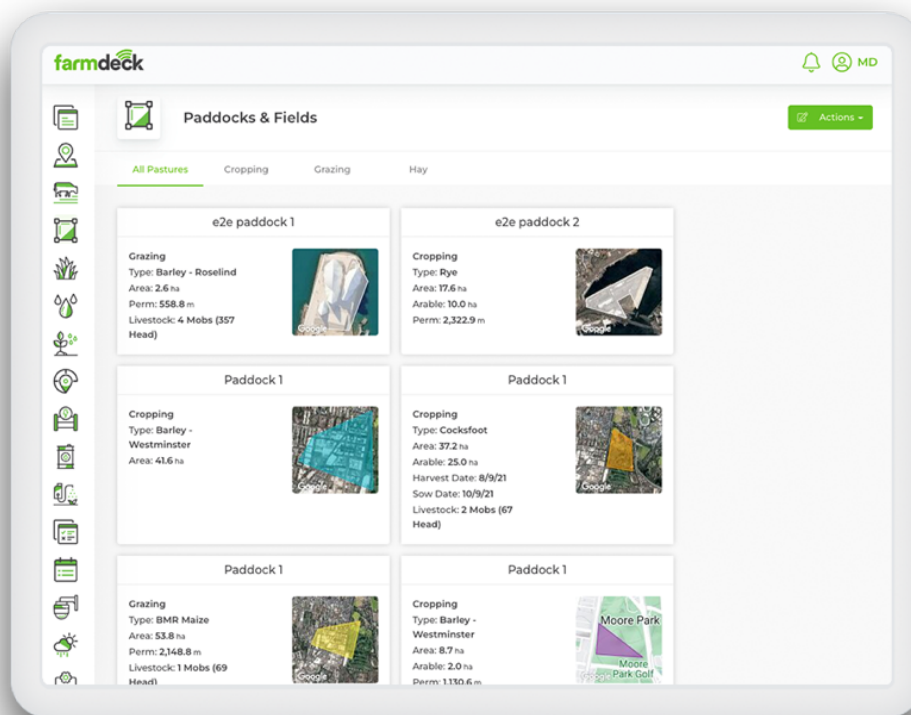 farmdeck
MD
Paddocks & Fields
Actions
All Pastures
Cropping
Grazing
Hay
e2e paddock 1
Grazing
Type: Barley - Roselind
Area: 2.6 ha
Perm: 558.8 m
Livestock: 4 Mobs (357
Head)
Google
e2e paddock 2
Cropping
Type: Rye
Area: 17.6 ha
Arable: 10.0 ha
Perm: 2,322.9 m
Google
Paddock 1
Cropping
Type: Barley -
Westminster
Area: 41.6 ha
Google
Paddock 1
Cropping
Type: Cocksfoot
Area: 37.2 ha
Arable: 25.0 ha
Harvest Date: 8/9/21
Sow Date: 10/9/21
Livestock: 2 Mobs (67
Head)
Google
Paddock 1
Grazing
Type: BMR Maize
Area: 53.8 ha
Perm: 2,148.8 m
Livestock: 1 Mobs (69
Head)
Google
Paddock 1
Cropping
Type: Barley -
Westminster
Area: 8.7 ha
Arable: 2.0 ha
Perm: 1,130.6 m
Moore Park
Moore
Google Park Golf